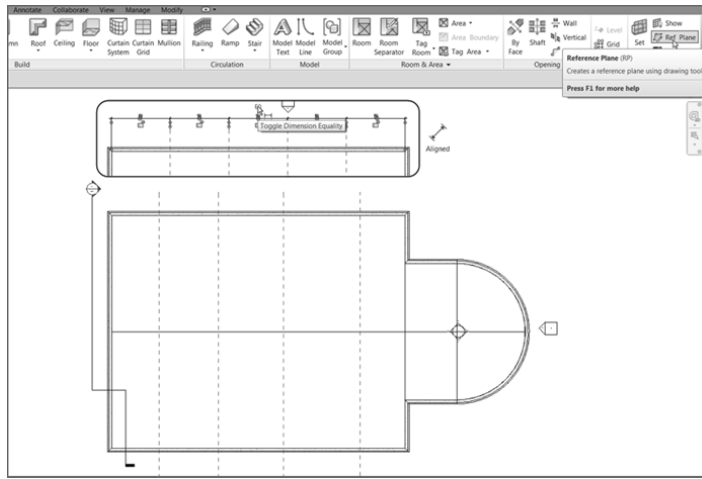 Annotate Collaborate View Manage Modify
Roof Ceiling Floor Curtain System Curtain Grid Mullion Railing Ramp Stair Model Text Model Line Model Group Room Room Separator Tag Room
Area
Area Boundary
Tag Area
By Face Shaft
Wall
Vertical
Level
Grid
Set
Show
Ref Plane
Build Circulation Model Room & Area Opening
Reference Plane (RP)
Creates a reference plane using drawing tool
Press F1 for more help
Toggle Dimension Equality
Aligned